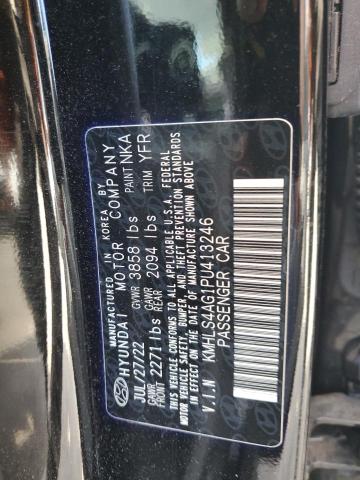 MANUFACTURED IN KOREA BY
HYUNDAI MOTOR COMPANY
JUL/27/22 GVWR 3858 lbs PAINT NKA
GAWR FRONT 2271 lbs GAWR REAR 2094 lbs TRIM YFR
THIS VEHICLE CONFORMS TO ALL APPLICABLE U.S.A. FEDERAL
MOTOR VEHICLE SAFETY, BUMPER, AND THEFT PREVENTION STANDARDS
IN EFFECT ON THE DATE OF MANUFACTURE SHOWN ABOVE
V.I.N KMHLS4AG1PU413246
PASSENGER CAR